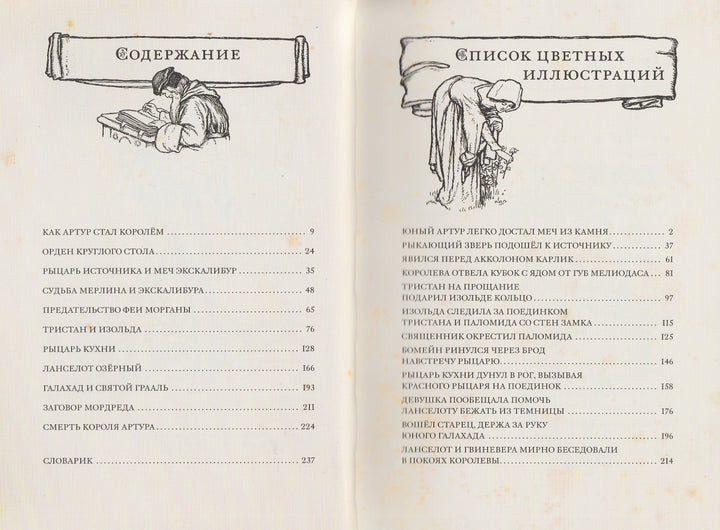 СОДЕРЖАНИЕ
КАК АРТУР СТАЛ КОРОЛЁМ 9
ОРДЕН КРУГЛОГО СТОЛА 24
РЫЦАРЬ ИСТОЧНИКА И МЕЧ ЭКСКАЛИБУР 35
СУДЬБА МЕРЛИНА И ЭКСКАЛИБУРА 48
ПРЕДАТЕЛЬСТВО ФЕИ МОРГАНЫ 65
ТРИСТАН И ИЗОЛЬДА 76
РЫЦАРЬ КУХНИ 128
ЛАНСЕЛОТ ОЗЁРНЫЙ 166
ГАЛАХАД И СВЯТОЙ ГРААЛЬ 193
ЗАГОВОР МОРДРЕДА 211
СМЕРТЬ КОРОЛЯ АРТУРА 224
СЛОВАРИК 237
СПИСОК ЦВЕТНЫХ
ИЛЛЮСТРАЦИЙ
ЮНЫЙ АРТУР ЛЕГКО ДОСТАЛ МЕЧ ИЗ КАМНЯ 2
РЫКАЮЩИЙ ЗВЕРЬ ПОДОШЁЛ К ИСТОЧНИКУ 37
ЯВИЛСЯ ПЕРЕД АККОЛОНОМ КАРЛИК 61
КОРОЛЕВА ОТВЕЛА КУБОК С ЯДОМ ОТ ГУБ МЕЛИОДАСА 81
ТРИСТАН НА ПРОЩАНИЕ
ПОДАРИЛ ИЗОЛЬДЕ КОЛЬЦО 97
ИЗОЛЬДА СЛЕДИЛА ЗА ПОЕДИНКОМ
ТРИСТАНА И ПАЛОМИДА СО СТЕН ЗАМКА 115
СВЯЩЕННИК ОКРЕСТИЛ ПАЛОМИДА 125
БОМЕЙН РИНУЛСЯ ЧЕРЕЗ БРОД
НАВСТРЕЧУ РЫЦАРЮ 146
РЫЦАРЬ КУХНИ ДУНУЛ В РОГ, ВЫЗЫВАЯ
КРАСНОГО РЫЦАРЯ НА ПОЕДИНОК 158
ДЕВУШКА ПООБЕЩАЛА ПОМОЧЬ
ЛАНСЕЛОТУ БЕЖАТЬ ИЗ ТЕМНИЦЫ 176
ВОШЁЛ СТАРЕЦ, ДЕРЖА ЗА РУКУ
ЮНОГО ГАЛАХАДА 196
ЛАНСЕЛОТ И ГВИНЕВЕРА МИРНО БЕСЕДОВАЛИ
В ПОКОЯХ КОРОЛЕВЫ 214